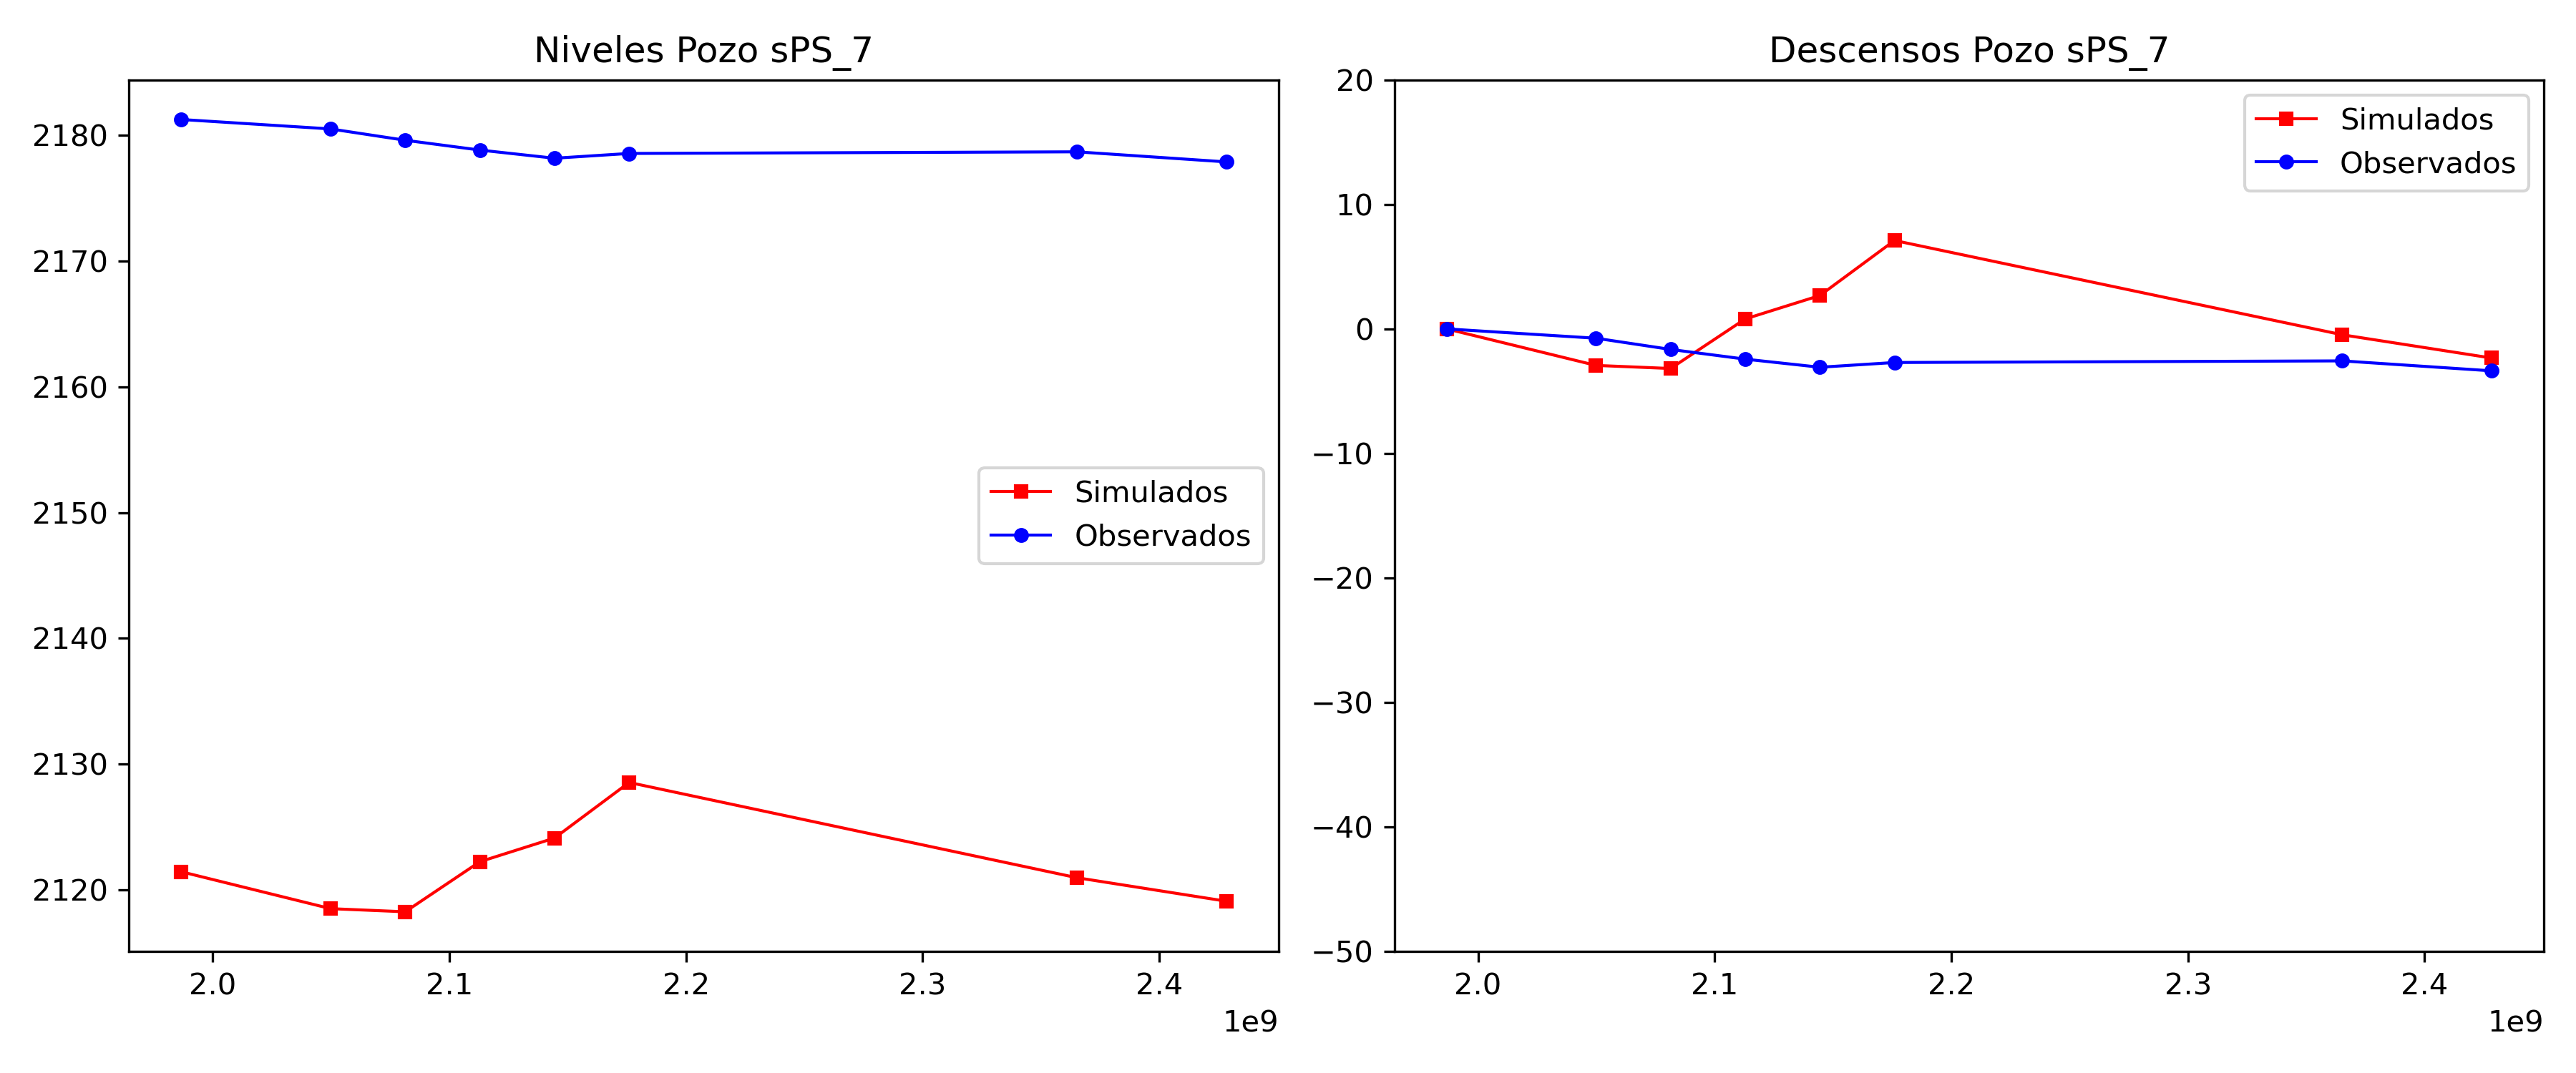 Niveles Pozo sPS_7
2180
2170
2160
2150
2140
2130
2120
Simulados
Observados
2.0 2.1 2.2 2.3 2.4
1e9
Descensos Pozo sPS_7
20
10
0
−10
−20
−30
−40
−50
Simulados
Observados
2.0 2.1 2.2 2.3 2.4
1e9